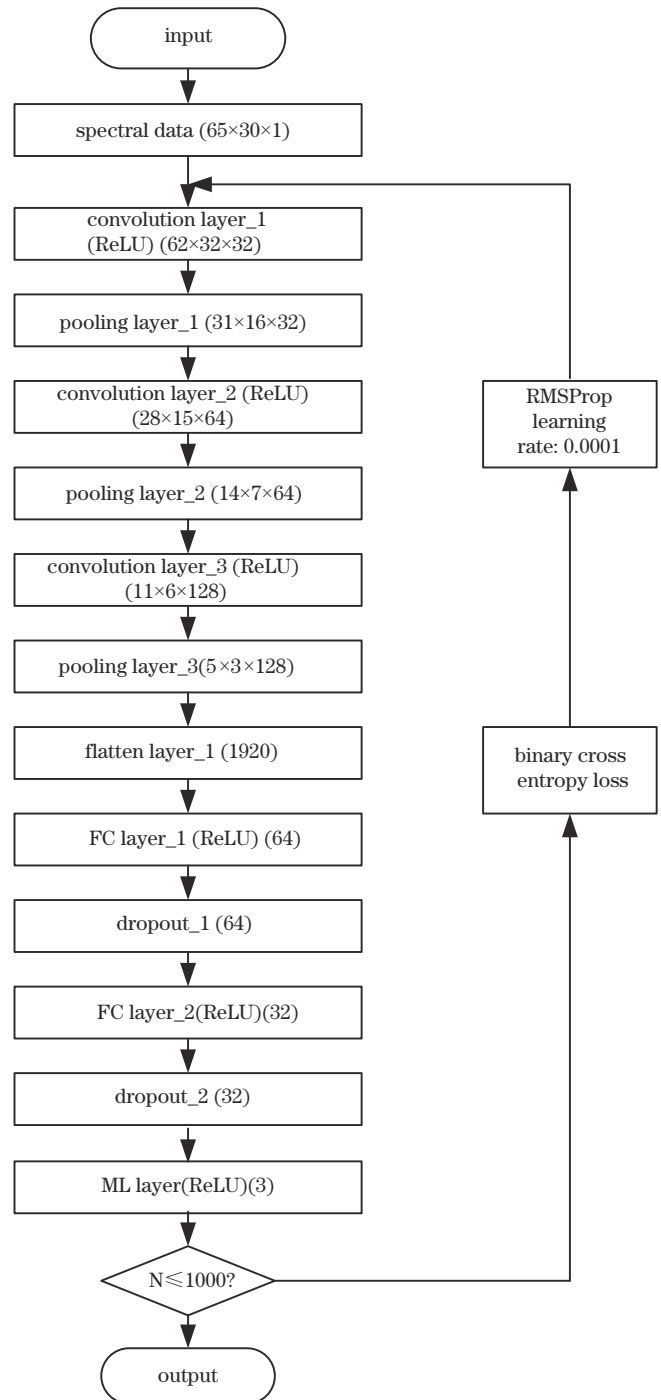 input
spectral data (65×30×1)
convolution layer_1
(ReLU) (62×32×32)
pooling layer_1 (31×16×32)
convolution layer_2 (ReLU)
(28×15×64)
pooling layer_2 (14×7×64)
convolution layer_3 (ReLU)
(11×6×128)
pooling layer_3(5×3×128)
flatten layer_1 (1920)
FC layer_1 (ReLU) (64)
dropout_1 (64)
FC layer_2(ReLU)(32)
dropout_2 (32)
ML layer(ReLU)(3)
N≤1000?
output
RMSProp
learning
rate: 0.0001
binary cross
entropy loss